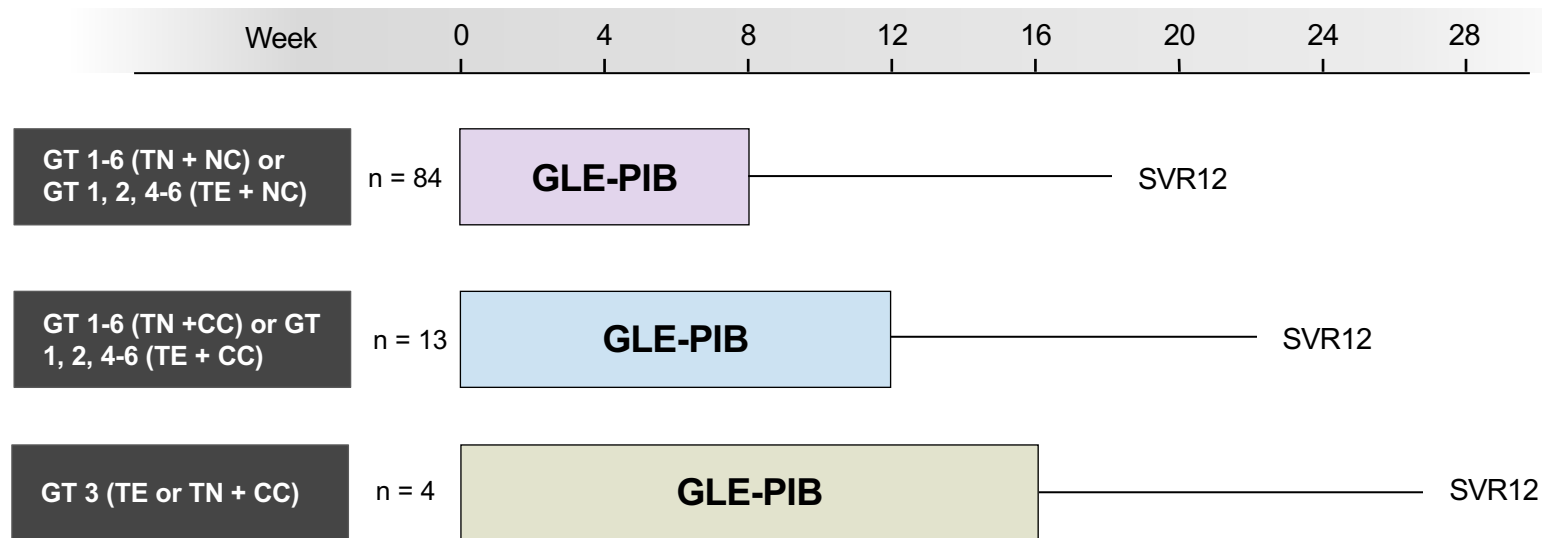 Week 0 4 8 12 16 20 24 28
GT 1-6 (TN + NC) or
GT 1, 2, 4-6 (TE + NC)
n = 84
GLE-PIB
SVR12
GT 1-6 (TN +CC) or GT
1, 2, 4-6 (TE + CC)
n = 13
GLE-PIB
SVR12
GT 3 (TE or TN + CC)
n = 4
GLE-PIB
SVR12